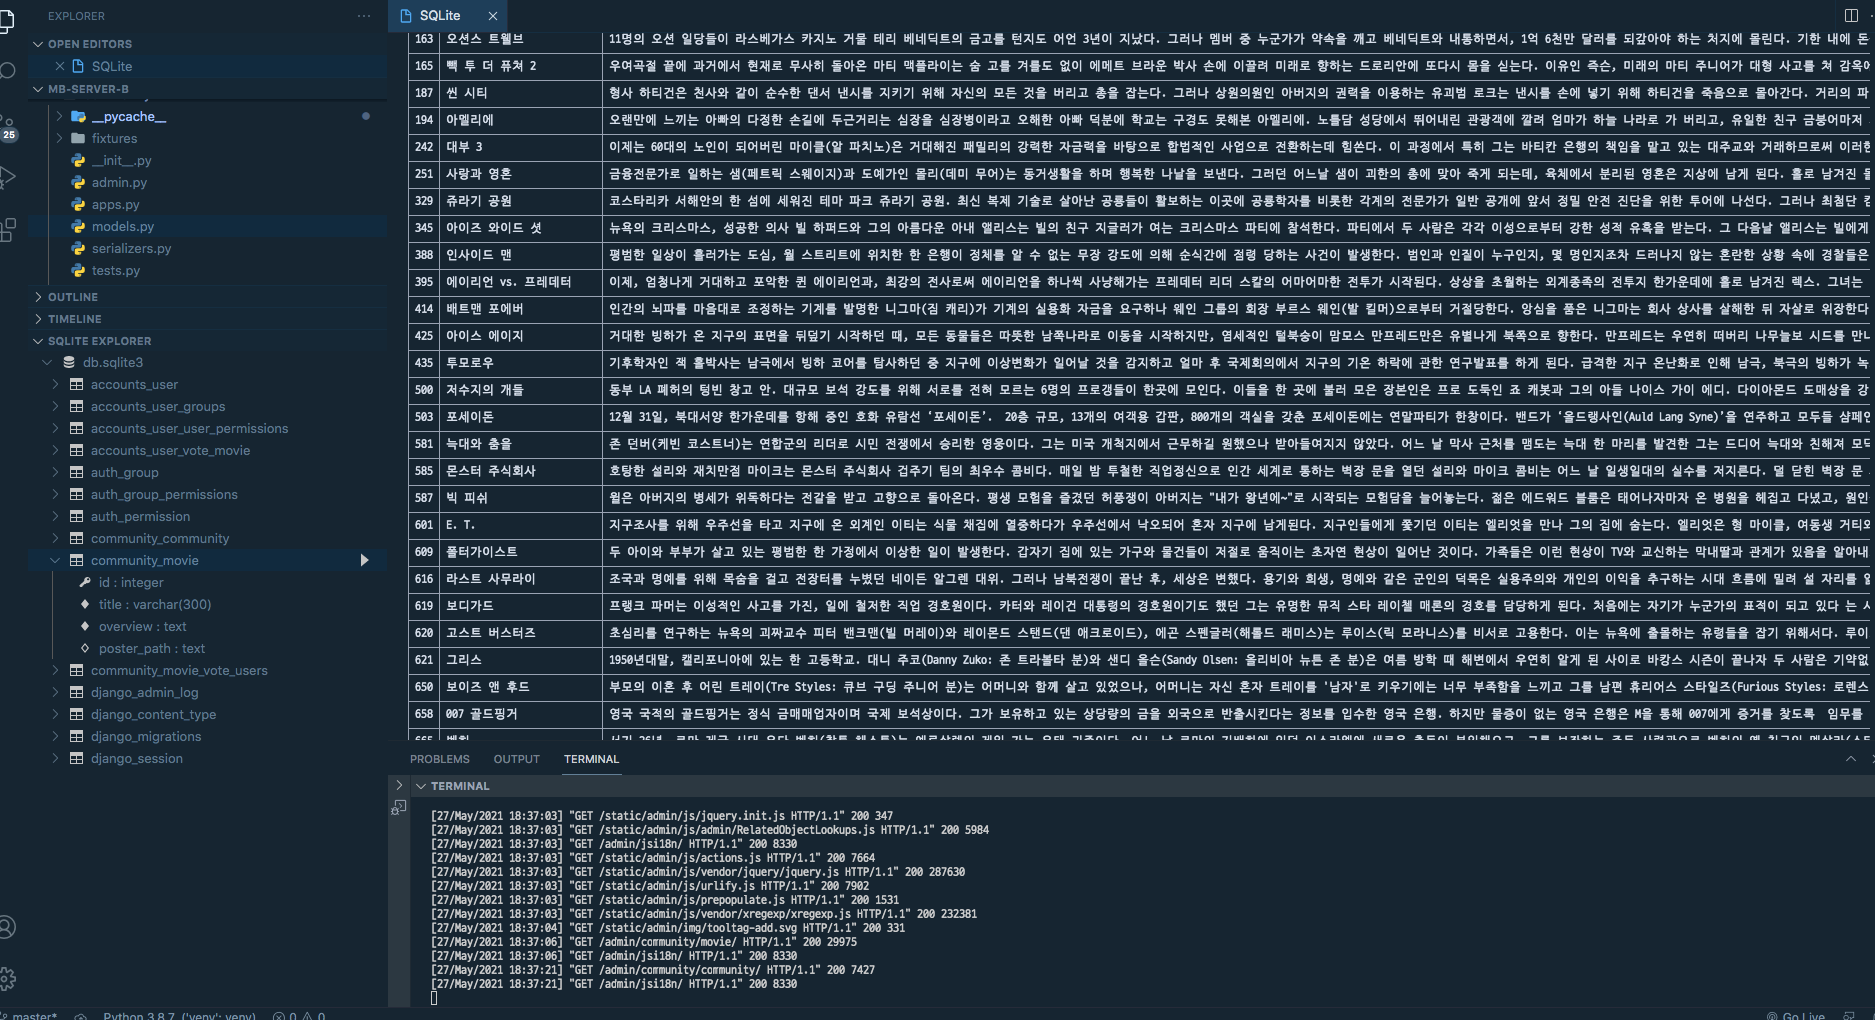 EXPLORER
OPEN EDITORS
SQLite
MB-SERVER-B
__pycache__
fixtures
__init__.py
admin.py
apps.py
models.py
serializers.py
tests.py
OUTLINE
TIMELINE
SQLITE EXPLORER
db.sqlite3
accounts_user
accounts_user_groups
accounts_user_user_permissions
accounts_user_vote_movie
auth_group
auth_group_permissions
auth_permission
community_community
community_movie
id : integer
title : varchar(300)
overview : text
poster_path : text
community_movie_vote_users
django_admin_log
django_content_type
django_migrations
django_session
25
SQLite
163 오션스 트웰브 11명의 오션 일당들이 라스베가스 카지노 거물 테리 베네딕트의 금고를 턴지도 어언 3년이 지났다. 그러나 멤버 중 누군가가 약속을 깨고 베네딕트와 내통하면서, 1억 6천만 달러를 되갚아야 하는 처지에 몰린다. 기한 내에 돈
165 빽 투 더 퓨쳐 2 우여곡절 끝에 과거에서 현재로 무사히 돌아온 마티 맥플라이는 숨 고를 겨를도 없이 에메트 브라운 박사 손에 이끌려 미래로 향하는 드로리안에 또다시 몸을 싣는다. 이유인 즉슨, 미래의 마티 주니어가 대형 사고를 쳐 감옥에
187 씬 시티 형사 하티건은 천사와 같이 순수한 댄서 낸시를 지키기 위해 자신의 모든 것을 버리고 총을 잡는다. 그러나 상원의원인 아버지의 권력을 이용하는 유괴범 로크는 낸시를 손에 넣기 위해 하티건을 죽음으로 몰아간다. 거리의 파
194 아멜리에 오랜만에 느끼는 아빠의 다정한 손길에 두근거리는 심장을 심장병이라고 오해한 아빠 덕분에 학교는 구경도 못해본 아멜리에. 노틀담 성당에서 뛰어내린 관광객에 깔려 엄마가 하늘 나라로 가 버리고, 유일한 친구 금붕어마저
242 대부 3 이제는 60대의 노인이 되어버린 마이클(알 파치노)은 거대해진 패밀리의 강력한 자금력을 바탕으로 합법적인 사업으로 전환하는데 힘쓴다. 이 과정에서 특히 그는 바티칸 은행의 책임을 맡고 있는 대주교와 거래하므로써 이러한
251 사랑과 영혼 금융전문가로 일하는 샘(페트릭 스웨이지)과 도예가인 몰리(데미 무어)는 동거생활을 하며 행복한 나날을 보낸다. 그러던 어느날 샘이 괴한의 총에 맞아 죽게 되는데, 육체에서 분리된 영혼은 지상에 남게 된다. 홀로 남겨진
329 쥬라기 공원 코스타리카 서해안의 한 섬에 세워진 테마 파크 쥬라기 공원. 최신 복제 기술로 살아난 공룡들이 활보하는 이곳에 공룡학자를 비롯한 각계의 전문가가 일반 공개에 앞서 정밀 안전 진단을 위한 투어에 나선다. 그러나 최첨단
345 아이즈 와이드 셧 뉴욕의 크리스마스, 성공한 의사 빌 하퍼드와 그의 아름다운 아내 앨리스는 빌의 친구 지글러가 여는 크리스마스 파티에 참석한다. 파티에서 두 사람은 각각 이성으로부터 강한 성적 유혹을 받는다. 그 다음날 앨리스는 빌에게
388 인사이드 맨 평범한 일상이 흘러가는 도심, 월 스트리트에 위치한 한 은행이 정체를 알 수 없는 무장 강도에 의해 순식간에 점령 당하는 사건이 발생한다. 범인과 인질이 누구인지, 몇 명인지조차 드러나지 않는 혼란한 상황 속에 경찰들은
395 에이리언 vs. 프레데터 이제, 엄청나게 거대하고 포악한 퀸 에이리언과, 최강의 전사로써 에이리언을 하나씩 사냥해가는 프레데터 리더 스칼의 어마어마한 전투가 시작된다. 상상을 초월하는 외계종족의 전투지 한가운데에 홀로 남겨진 렉스. 그녀는
414 배트맨 포에버 인간의 뇌파를 마음대로 조정하는 기계를 발명한 니그마(짐 캐리)가 기계의 실용화 자금을 요구하나 웨인 그룹의 회장 부르스 웨인(발 킬머)으로부터 거절당한다. 앙심을 품은 니그마는 회사 상사를 살해한 뒤 자살로 위장한다
425 아이스 에이지 거대한 빙하가 온 지구의 표면을 뒤덮기 시작하던 때, 모든 동물들은 따뜻한 남쪽나라로 이동을 시작하지만, 염세적인 털북숭이 맘모스 만프레드만은 유별나게 북쪽으로 향한다. 만프레드는 우연히 떠버리 나무늘보 시드를 만나
435 투모로우 기후학자인 잭 홀박사는 남극에서 빙하 코어를 탐사하던 중 지구에 이상변화가 일어날 것을 감지하고 얼마 후 국제회의에서 지구의 기온 하락에 관한 연구발표를 하게 된다. 급격한 지구 온난화로 인해 남극, 북극의 빙하가 녹
500 저수지의 개들 동부 LA 폐허의 텅빈 창고 안. 대규모 보석 강도를 위해 서로를 전혀 모르는 6명의 프로갱들이 한곳에 모인다. 이들을 한 곳에 불러 모은 장본인은 프로 도둑인 죠 캐봇과 그의 아들 나이스 가이 에디. 다이아몬드 도매상을 강
503 포세이돈 12월 31일, 북대서양 한가운데를 항해 중인 호화 유람선 ‘포세이돈’. 20층 규모, 13개의 여객용 갑판, 800개의 객실을 갖춘 포세이돈에는 연말파티가 한창이다. 밴드가 ‘올드랭사인(Auld Lang Syne)’을 연주하고 모두들 샴페인
581 늑대와 춤을 존 던버(케빈 코스트너)는 연합군의 리더로 시민 전쟁에서 승리한 영웅이다. 그는 미국 개척지에서 근무하길 원했으나 받아들여지지 않았다. 어느 날 막사 근처를 맴도는 늑대 한 마리를 발견한 그는 드디어 늑대와 친해져
585 몬스터 주식회사 호탕한 설리와 재치만점 마이크는 몬스터 주식회사 겁주기 팀의 최우수 콤비다. 매일 밤 투철한 직업정신으로 인간 세계로 통하는 벽장 문을 열던 설리와 마이크 콤비는 어느 날 일생일대의 실수를 저지른다. 덜 닫힌 벽장 문
587 빅 피쉬 윌은 아버지의 병세가 위독하다는 전갈을 받고 고향으로 돌아온다. 평생 모험을 즐겼던 허풍쟁이 아버지는 "내가 왕년에~"로 시작되는 모험담을 늘어놓는다. 젊은 에드워드 블룸은 태어나자마자 온 병원을 헤집고 다녔고, 원인
601 E. T. 지구조사를 위해 우주선을 타고 지구에 온 외계인 이티는 식물 채집에 열중하다가 우주선에서 낙오되어 혼자 지구에 남게된다. 지구인들에게 쫓기던 이티는 엘리엇을 만나 그의 집에 숨는다. 엘리엇은 형 마이클, 여동생 거티와
609 폴터가이스트 두 아이와 부부가 살고 있는 평범한 한 가정에서 이상한 일이 발생한다. 갑자기 집에 있는 가구와 물건들이 저절로 움직이는 초자연 현상이 일어난 것이다. 가족들은 이런 현상이 TV와 교신하는 막내딸과 관계가 있음을 알아내
616 라스트 사무라이 조국과 명예를 위해 목숨을 걸고 전장터를 누볐던 네이든 알그렌 대위. 그러나 남북전쟁이 끝난 후, 세상은 변했다. 용기와 희생, 명예와 같은 군인의 덕목은 실용주의와 개인의 이익을 추구하는 시대 흐름에 밀려 설 자리를
619 보디가드 프랭크 파머는 이성적인 사고를 가진, 일에 철저한 직업 경호원이다. 카터와 레이건 대통령의 경호원이기도 했던 그는 유명한 뮤직 스타 레이첼 매론의 경호를 담당하게 된다. 처음에는 자기가 누군가의 표적이 되고 있다 는
620 고스트 버스터즈 초심리를 연구하는 뉴욕의 괴짜교수 피터 밴크맨(빌 머레이)와 레이몬드 스탠드(댄 애크로이드), 에곤 스펜글러(해롤드 래미스)는 루이스(릭 모라니스)를 비서로 고용한다. 이는 뉴욕에 출몰하는 유령들을 잡기 위해서다. 루이
621 그리스 1950년대말, 캘리포니아에 있는 한 고등학교. 대니 주코(Danny Zuko: 존 트라볼타 분)와 샌디 올슨(Sandy Olsen: 올리비아 뉴튼 존 분)은 여름 방학 때 해변에서 우연히 알게 된 사이로 바캉스 시즌이 끝나자 두 사람은 기약없
650 보이즈 앤 후드 부모의 이혼 후 어린 트레이(Tre Styles: 큐브 구딩 주니어 분)는 어머니와 함께 살고 있었으나, 어머니는 자신 혼자 트레이를 '남자'로 키우기에는 너무 부족함을 느끼고 그를 남편 휴리어스 스타일즈(Furious Styles: 로렌스
658 007 골드핑거 영국 국적의 골드핑거는 정식 금매매업자이며 국제 보석상이다. 그가 보유하고 있는 상당량의 금을 외국으로 반출시킨다는 정보를 입수한 영국 은행. 하지만 물증이 없는 영국 은행은 M을 통해 007에게 증거를 찾도록 임무를
PROBLEMS OUTPUT TERMINAL
TERMINAL
[27/May/2021 18:37:03] "GET /static/admin/js/jquery.init.js HTTP/1.1" 200 347
[27/May/2021 18:37:03] "GET /static/admin/js/admin/RelatedObjectLookups.js HTTP/1.1" 200 5984
[27/May/2021 18:37:03] "GET /admin/jsi18n/ HTTP/1.1" 200 8330
[27/May/2021 18:37:03] "GET /static/admin/js/actions.js HTTP/1.1" 200 7664
[27/May/2021 18:37:03] "GET /static/admin/js/vendor/jquery/jquery.js HTTP/1.1" 200 287630
[27/May/2021 18:37:03] "GET /static/admin/js/urlify.js HTTP/1.1" 200 7902
[27/May/2021 18:37:03] "GET /static/admin/js/prepopulate.js HTTP/1.1" 200 1531
[27/May/2021 18:37:03] "GET /static/admin/js/vendor/xregexp/xregexp.js HTTP/1.1" 200 232381
[27/May/2021 18:37:04] "GET /static/admin/img/tooltag-add.svg HTTP/1.1" 200 331
[27/May/2021 18:37:06] "GET /admin/community/movie/ HTTP/1.1" 200 29975
[27/May/2021 18:37:06] "GET /admin/jsi18n/ HTTP/1.1" 200 8330
[27/May/2021 18:37:21] "GET /admin/community/community/ HTTP/1.1" 200 7427
[27/May/2021 18:37:21] "GET /admin/jsi18n/ HTTP/1.1" 200 8330
master* Python 3.8.7 ('venv': venv) 0 0 Go Live